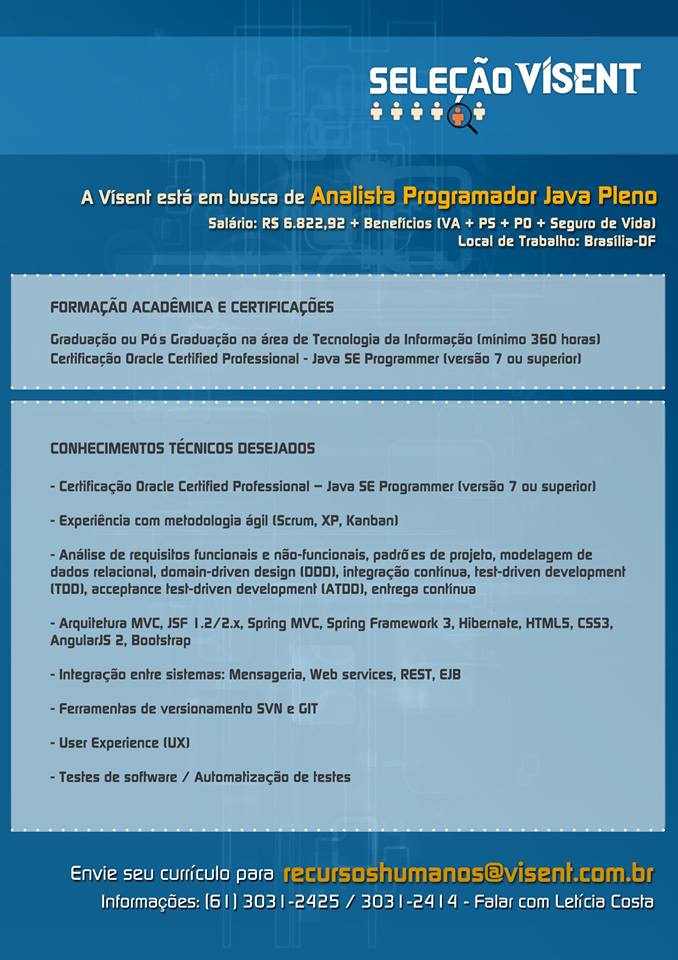 SELEÇÃO VÍSENT
A Vísent está em busca de Analista Programador Java Pleno
Salário: R$ 6.822,92 + Benefícios (VA + PS + PO + Seguro de Vida)
Local de Trabalho: Brasília-DF
FORMAÇÃO ACADÊMICA E CERTIFICAÇÕES
Graduação ou Pós Graduação na área de Tecnologia da Informação (mínimo 360 horas)
Certificação Oracle Certified Professional - Java SE Programmer (versão 7 ou superior)
CONHECIMENTOS TÉCNICOS DESEJADOS
- Certificação Oracle Certified Professional – Java SE Programmer (versão 7 ou superior)
- Experiência com metodologia ágil (Scrum, XP, Kanban)
- Análise de requisitos funcionais e não-funcionais, padrões de projeto, modelagem de
dados relacional, domain-driven design (DDD), integração contínua, test-driven development
(TDD), acceptance test-driven development (ATDD), entrega contínua
- Arquitetura MVC, JSF 1.2/2.x, Spring MVC, Spring Framework 3, Hibernate, HTML5, CSS3,
AngularJS 2, Bootstrap
- Integração entre sistemas: Mensageria, Web services, REST, EJB
- Ferramentas de versionamento SVN e GIT
- User Experience (UX)
- Testes de software / Automatização de testes
Envie seu currículo para recursoshumanos@visent.com.br
Informações: (61) 3031-2425 / 3031-2414 - Falar com Letícia Costa